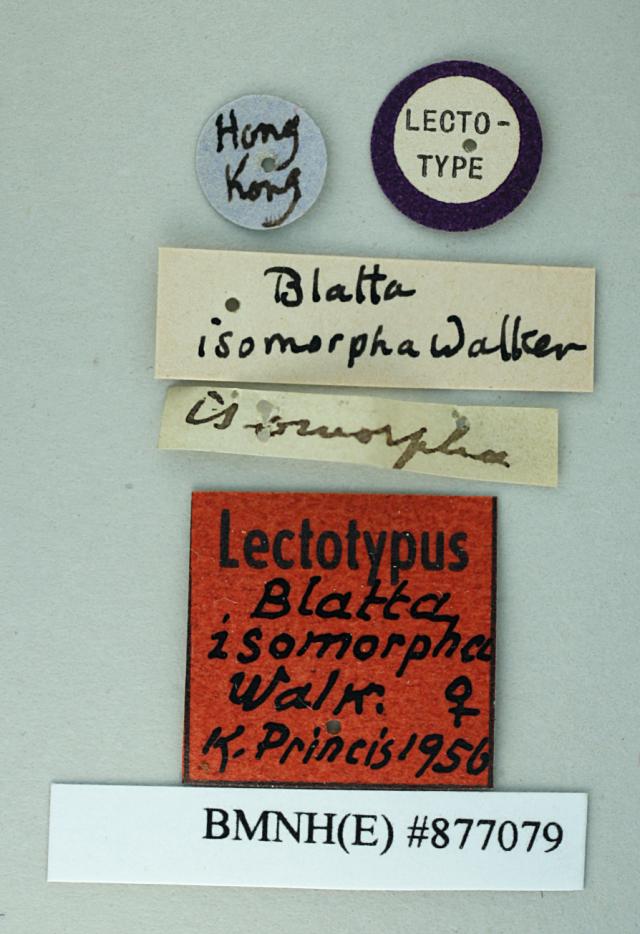 Hong
Kong
LECTO-
TYPE
Blatta
isomorpha Walker
isomorpha
Lectotypus
Blatta
isomorpha
Walk. ♀
K. Princis 1956
BMNH(E) #877079